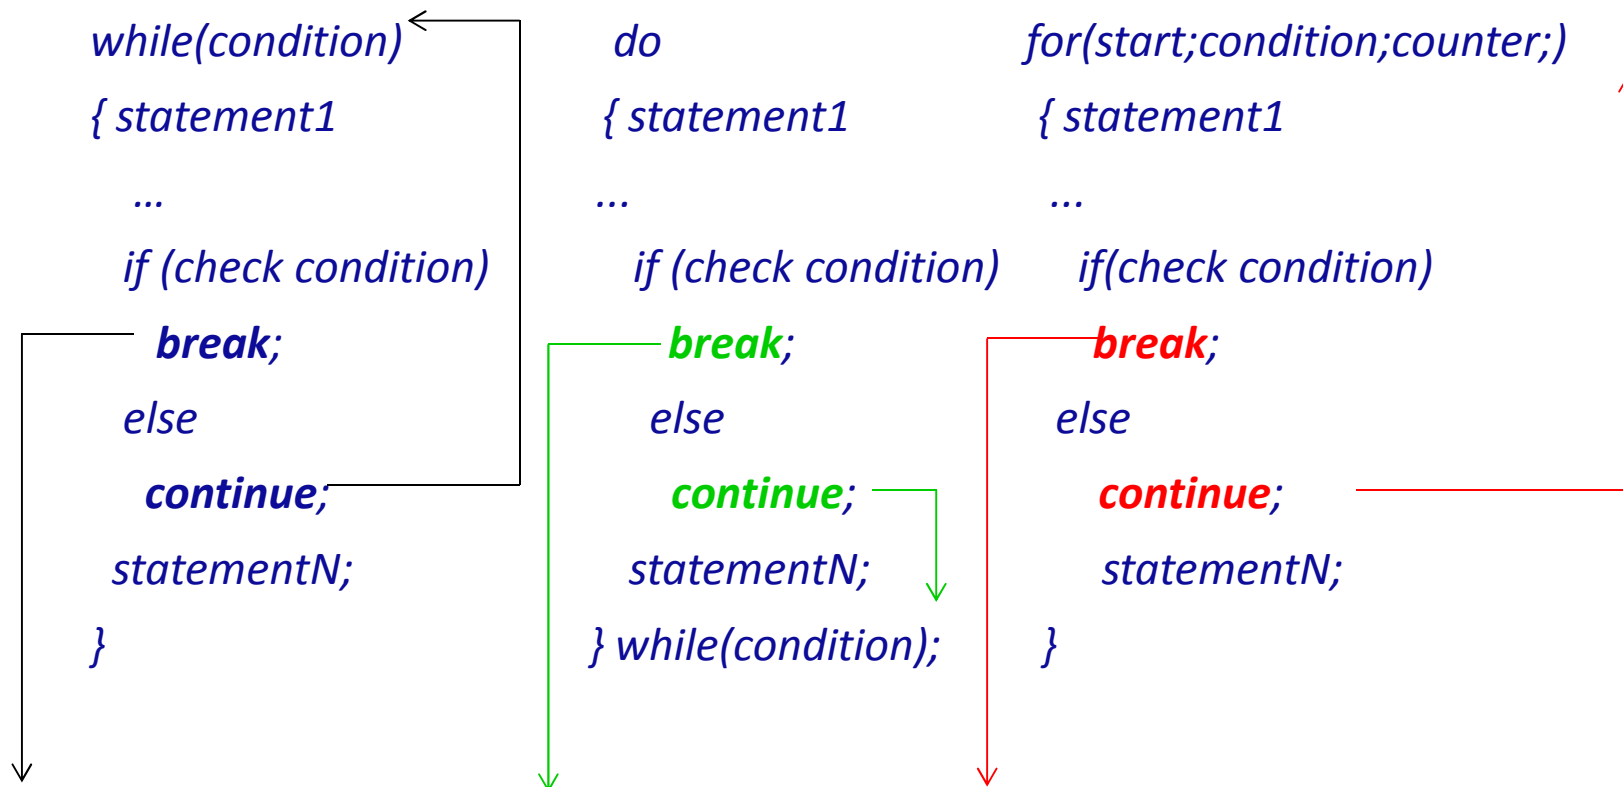 while(condition)
{ statement1
...
if (check condition)
break;
else
continue;
statementN;
}
do
{ statement1
...
if (check condition)
break;
else
continue;
statementN;
} while(condition);
for(start;condition;counter;)
{ statement1
...
if(check condition)
break;
else
continue;
statementN;
}